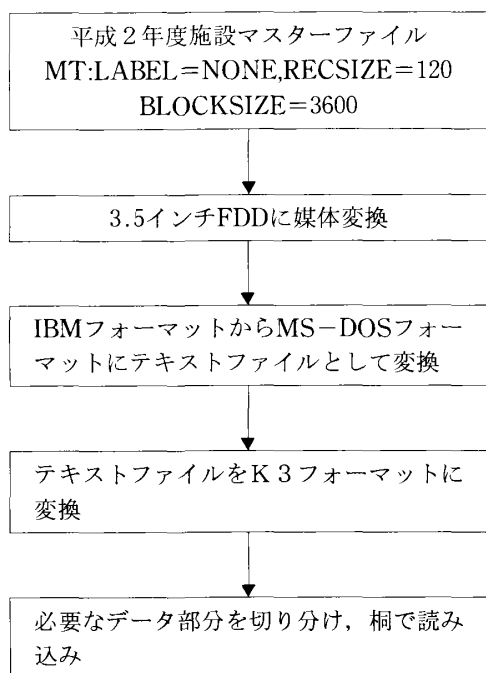 平成２年度施設マスターファイル
MT:LABEL=NONE,RECSIZE=120
BLOCKSIZE=3600
3.5インチFDDに媒体変換
IBMフォーマットからMS−DOSフォー
マットにテキストファイルとして変換
テキストファイルをK３フォーマットに
変換
必要なデータ部分を切り分け，桐で読み
込み